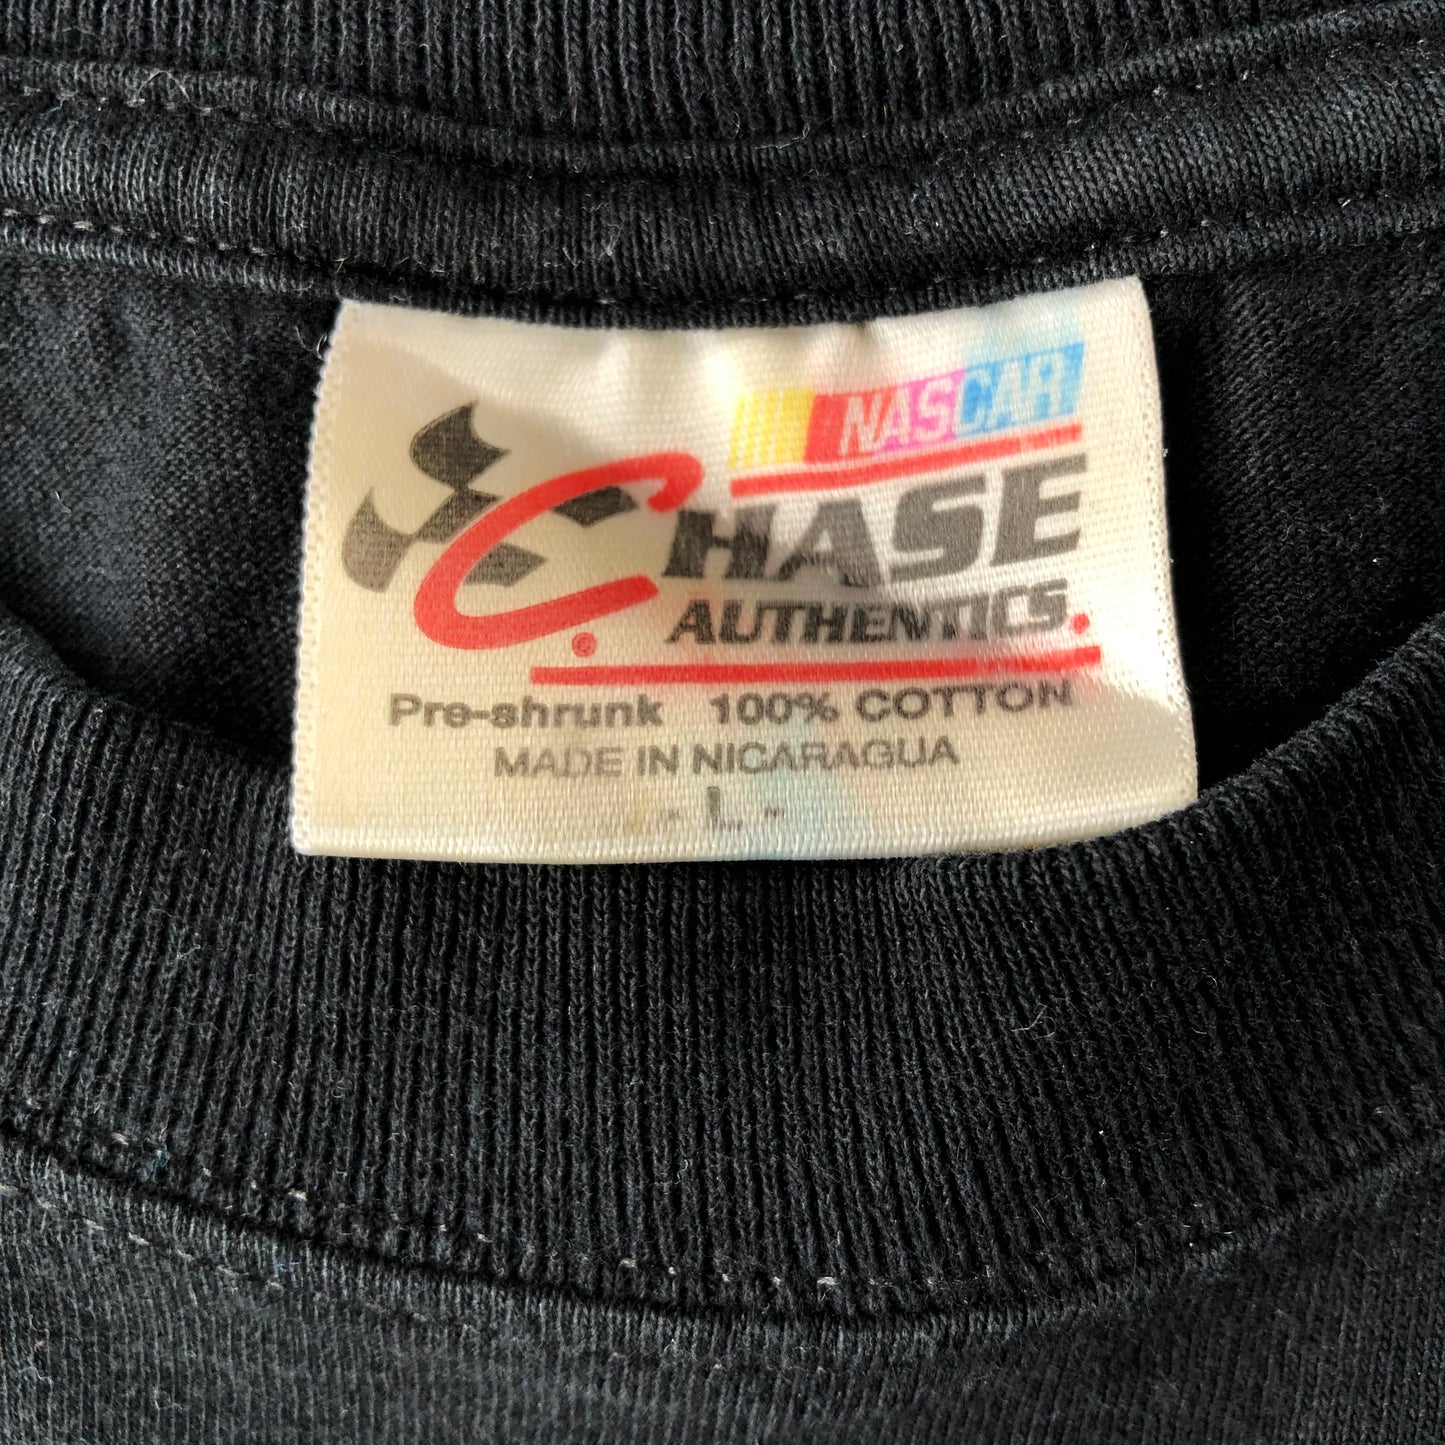 NASCAR
CHASE
AUTHENTICS.
®
Pre-shrunk 100% COTTON
MADE IN NICARAGUA
- L -